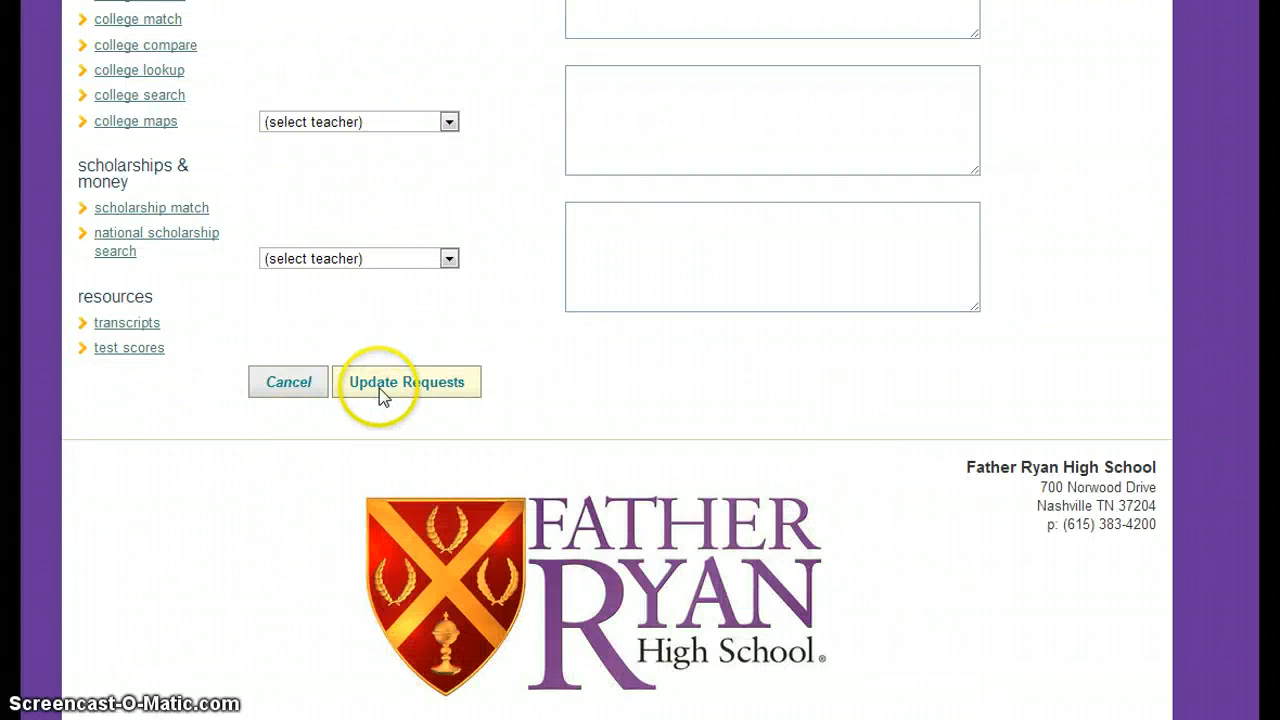 college match
college compare
college lookup
college search
college maps
scholarships &
money
scholarship match
national scholarship
search
resources
transcripts
test scores
(select teacher)
(select teacher)
Cancel
Update Requests
Father Ryan High School
700 Norwood Drive
Nashville TN 37204
p: (615) 383-4200
FATHER
RYAN
High School®
Screencast-O-Matic.com